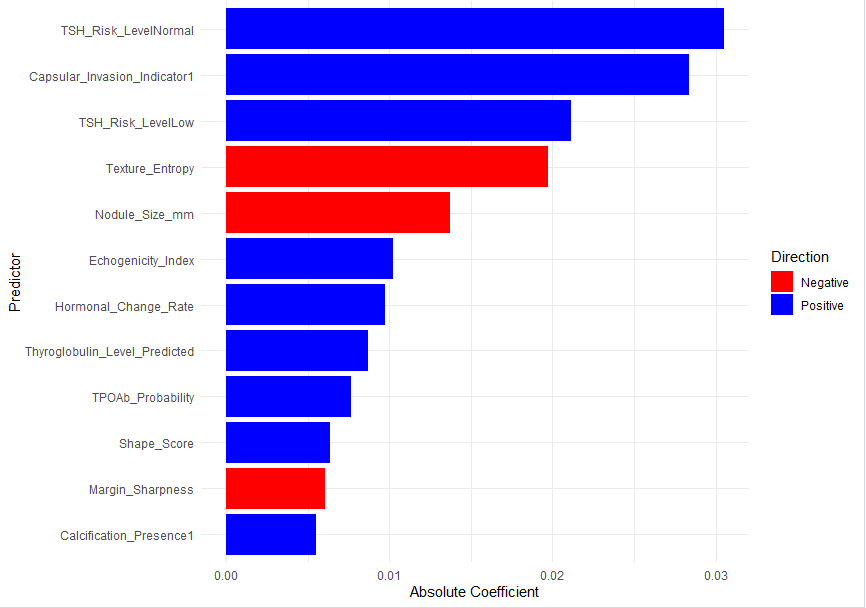 TSH_Risk_LevelNormal
Capsular_Invasion_Indicator1
TSH_Risk_LevelLow
Texture_Entropy
Nodule_Size_mm
Echogenicity_Index
Hormonal_Change_Rate
Thyroglobulin_Level_Predicted
TPOAb_Probability
Shape_Score
Margin_Sharpness
Calcification_Presence1
Predictor
0.00 0.01 0.02 0.03
Absolute Coefficient
Direction
Negative
Positive